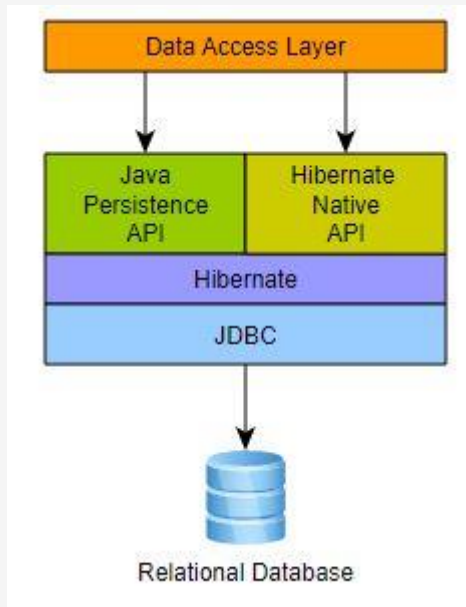 Data Access Layer
Java
Persistence
API
Hibernate
Native
API
Hibernate
JDBC
Relational Database